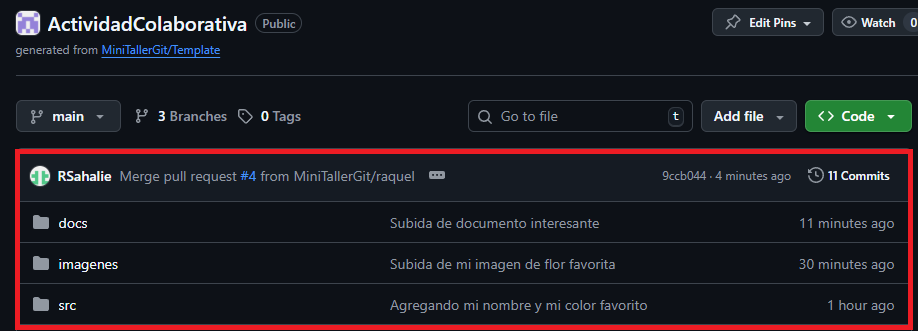 ActividadColaborativa Public
Edit Pins
Watch 0
generated from MiniTallerGit/Template
main
3 Branches
0 Tags
Go to file
t
Add file
<> Code
RSahalie Merge pull request #4 from MiniTallerGit/raquel
9ccb044 · 4 minutes ago
11 Commits
docs Subida de documento interesante 11 minutes ago
imagenes Subida de mi imagen de flor favorita 30 minutes ago
src Agregando mi nombre y mi color favorito 1 hour ago